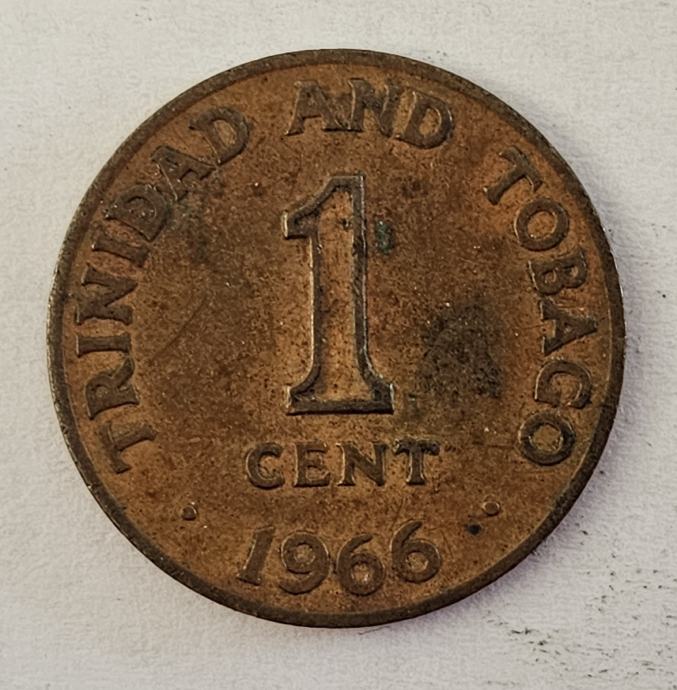 TRINIDAD AND TOBAGO
1
CENT
1966